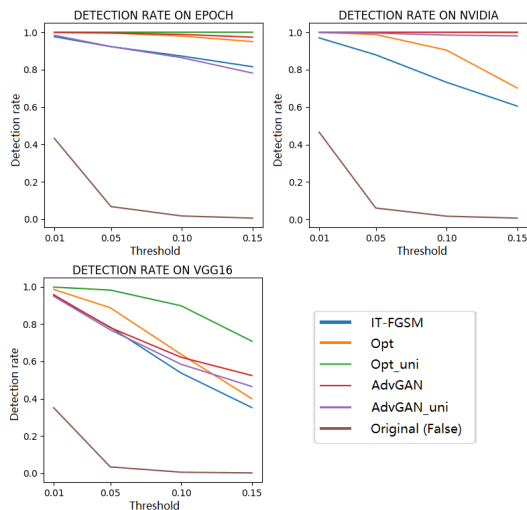 DETECTION RATE ON EPOCH
1.0
0.8
0.6
0.4
0.2
0.0
Detection rate
0.01 0.05 0.10 0.15
Threshold
DETECTION RATE ON NVIDIA
1.0
0.8
0.6
0.4
0.2
0.0
Detection rate
0.01 0.05 0.10 0.15
Threshold
DETECTION RATE ON VGG16
1.0
0.8
0.6
0.4
0.2
0.0
Detection rate
0.01 0.05 0.10 0.15
Threshold
IT-FGSM
Opt
Opt_uni
AdvGAN
AdvGAN_uni
Original (False)